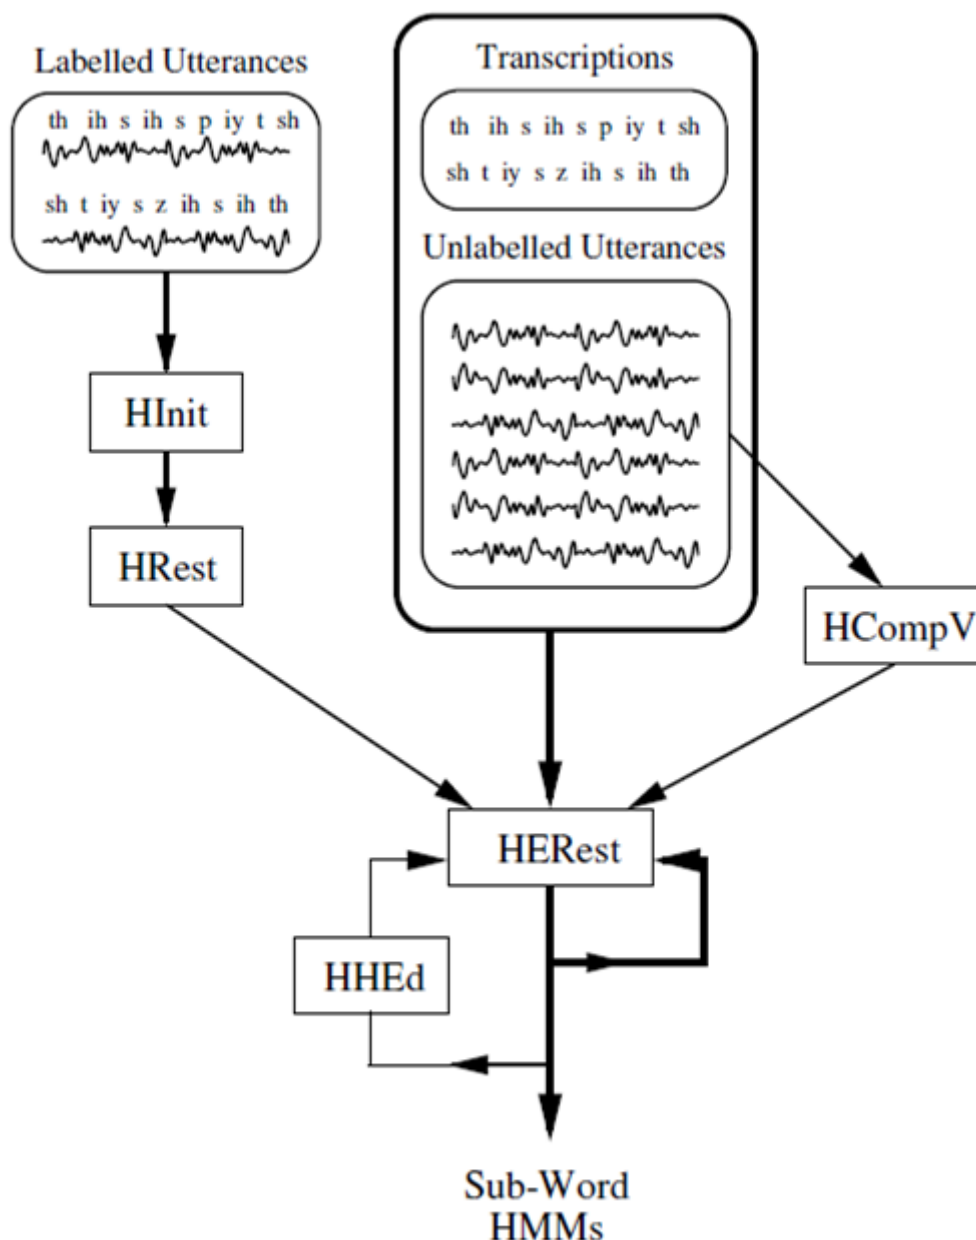 Labelled Utterances
th ih s ih s p iy t sh
sh t iy s z ih s ih th
Transcriptions
th ih s ih s p iy t sh
sh t iy s z ih s ih th
Unlabelled Utterances
HInit
HRest
HCompV
HERest
HHEd
Sub-Word
HMMs